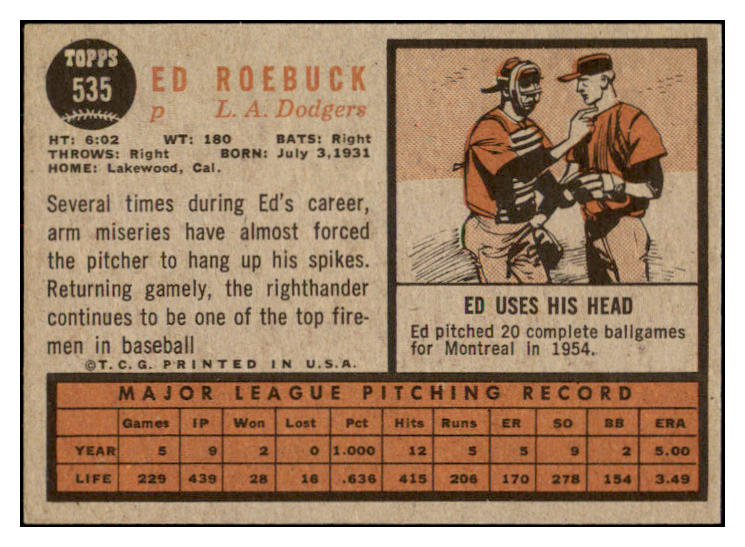 TOPPS
535
ED ROEBUCK
p L. A. Dodgers
HT: 6:02 WT: 180 BATS: Right
THROWS: Right BORN: July 3, 1931
HOME: Lakewood, Cal.
Several times during Ed's career,
arm miseries have almost forced
the pitcher to hang up his spikes.
Returning gamely, the righthander
continues to be one of the top fire-
men in baseball
©T. C. G. PRINTED IN U.S.A.
ED USES HIS HEAD
Ed pitched 20 complete ballgames
for Montreal in 1954.
MAJOR LEAGUE PITCHING RECORD
Games IP Won Lost Pct Hits Runs ER SO BB ERA
YEAR 5 9 2 0 1.000 12 5 5 9 2 5.00
LIFE 229 439 28 16 .636 415 206 170 278 154 3.49